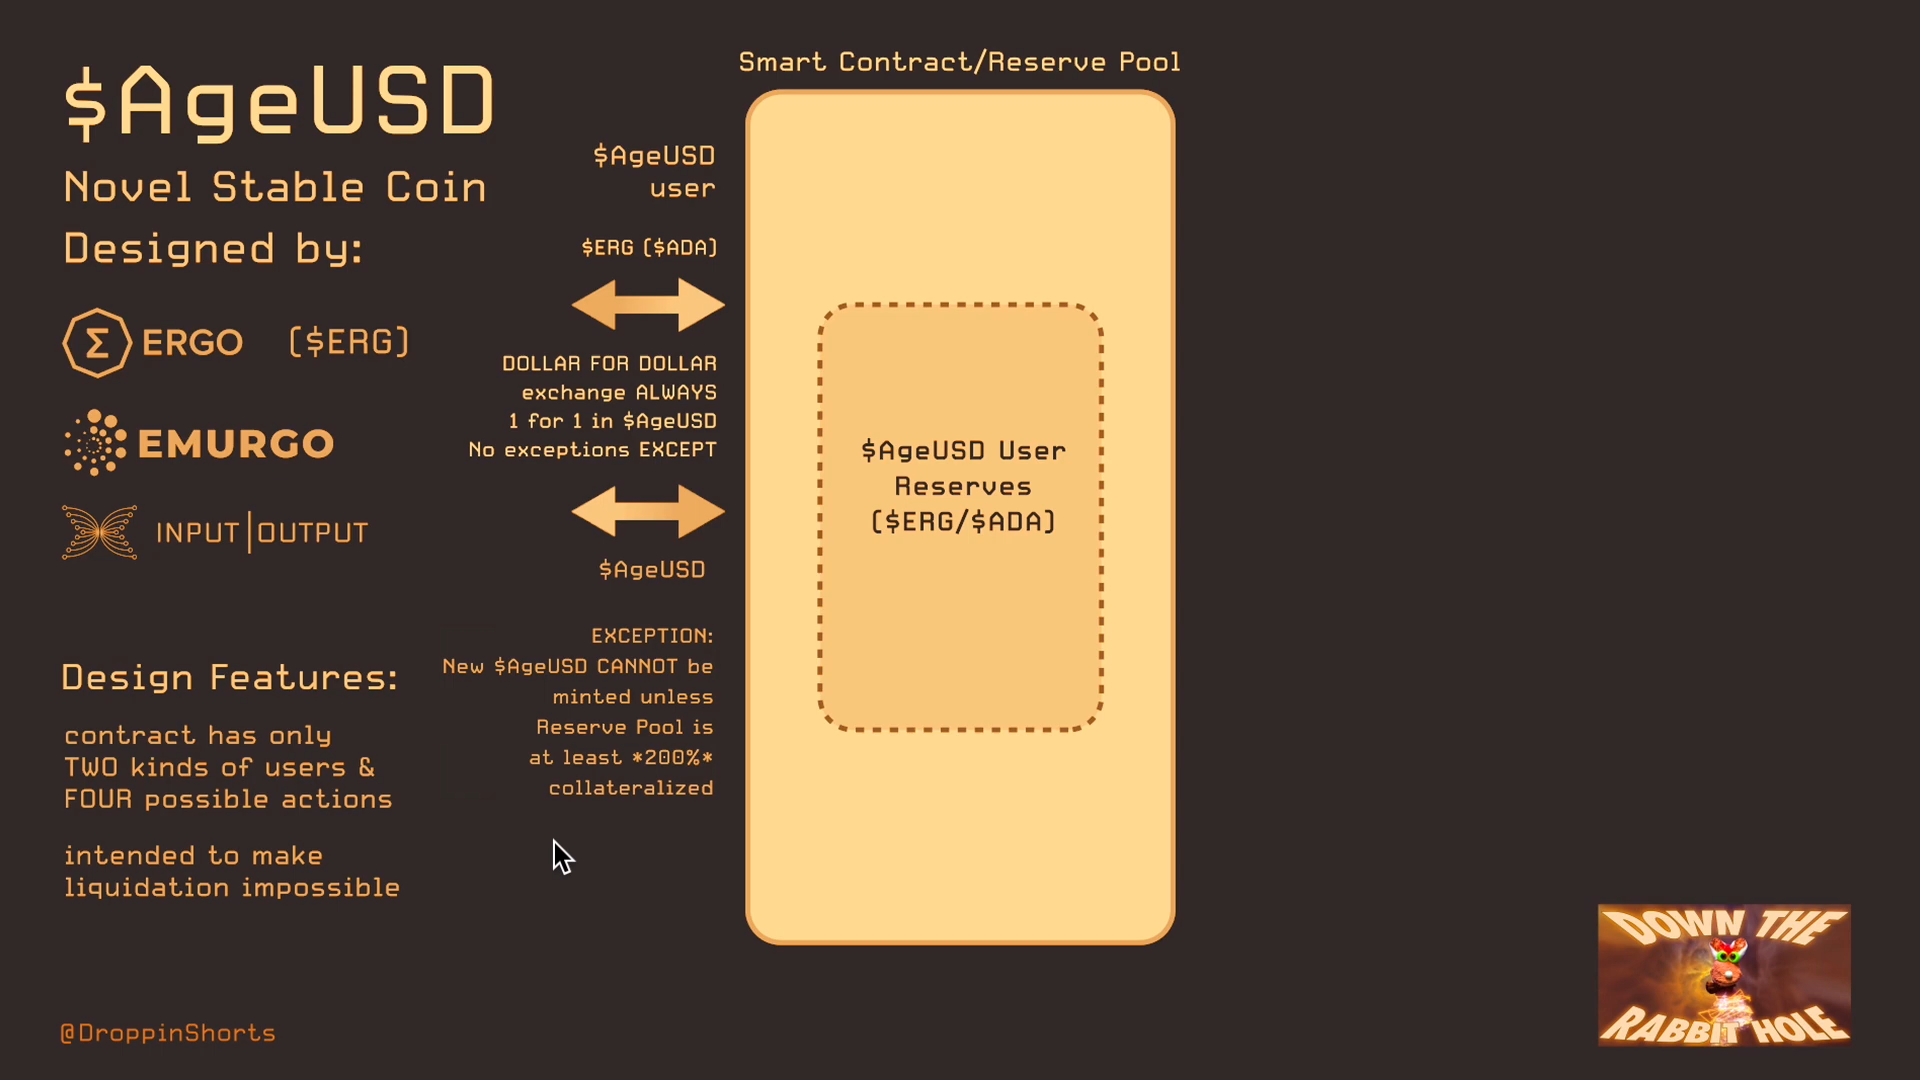 $AgeUSD
Novel Stable Coin
Designed by:
Σ ERGO ($ERG)
EMURGO
INPUT|OUTPUT
Design Features:
contract has only
TWO kinds of users &
FOUR possible actions
intended to make
liquidation impossible
@DroppinShorts
$AgeUSD
user
$ERG ($ADA)
DOLLAR FOR DOLLAR
exchange ALWAYS
1 for 1 in $AgeUSD
No exceptions EXCEPT
$AgeUSD
EXCEPTION:
New $AgeUSD CANNOT be
minted unless
Reserve Pool is
at least *200%*
collateralized
Smart Contract/Reserve Pool
$AgeUSD User
Reserves
($ERG/$ADA)
DOWN THE
RABBIT HOLE